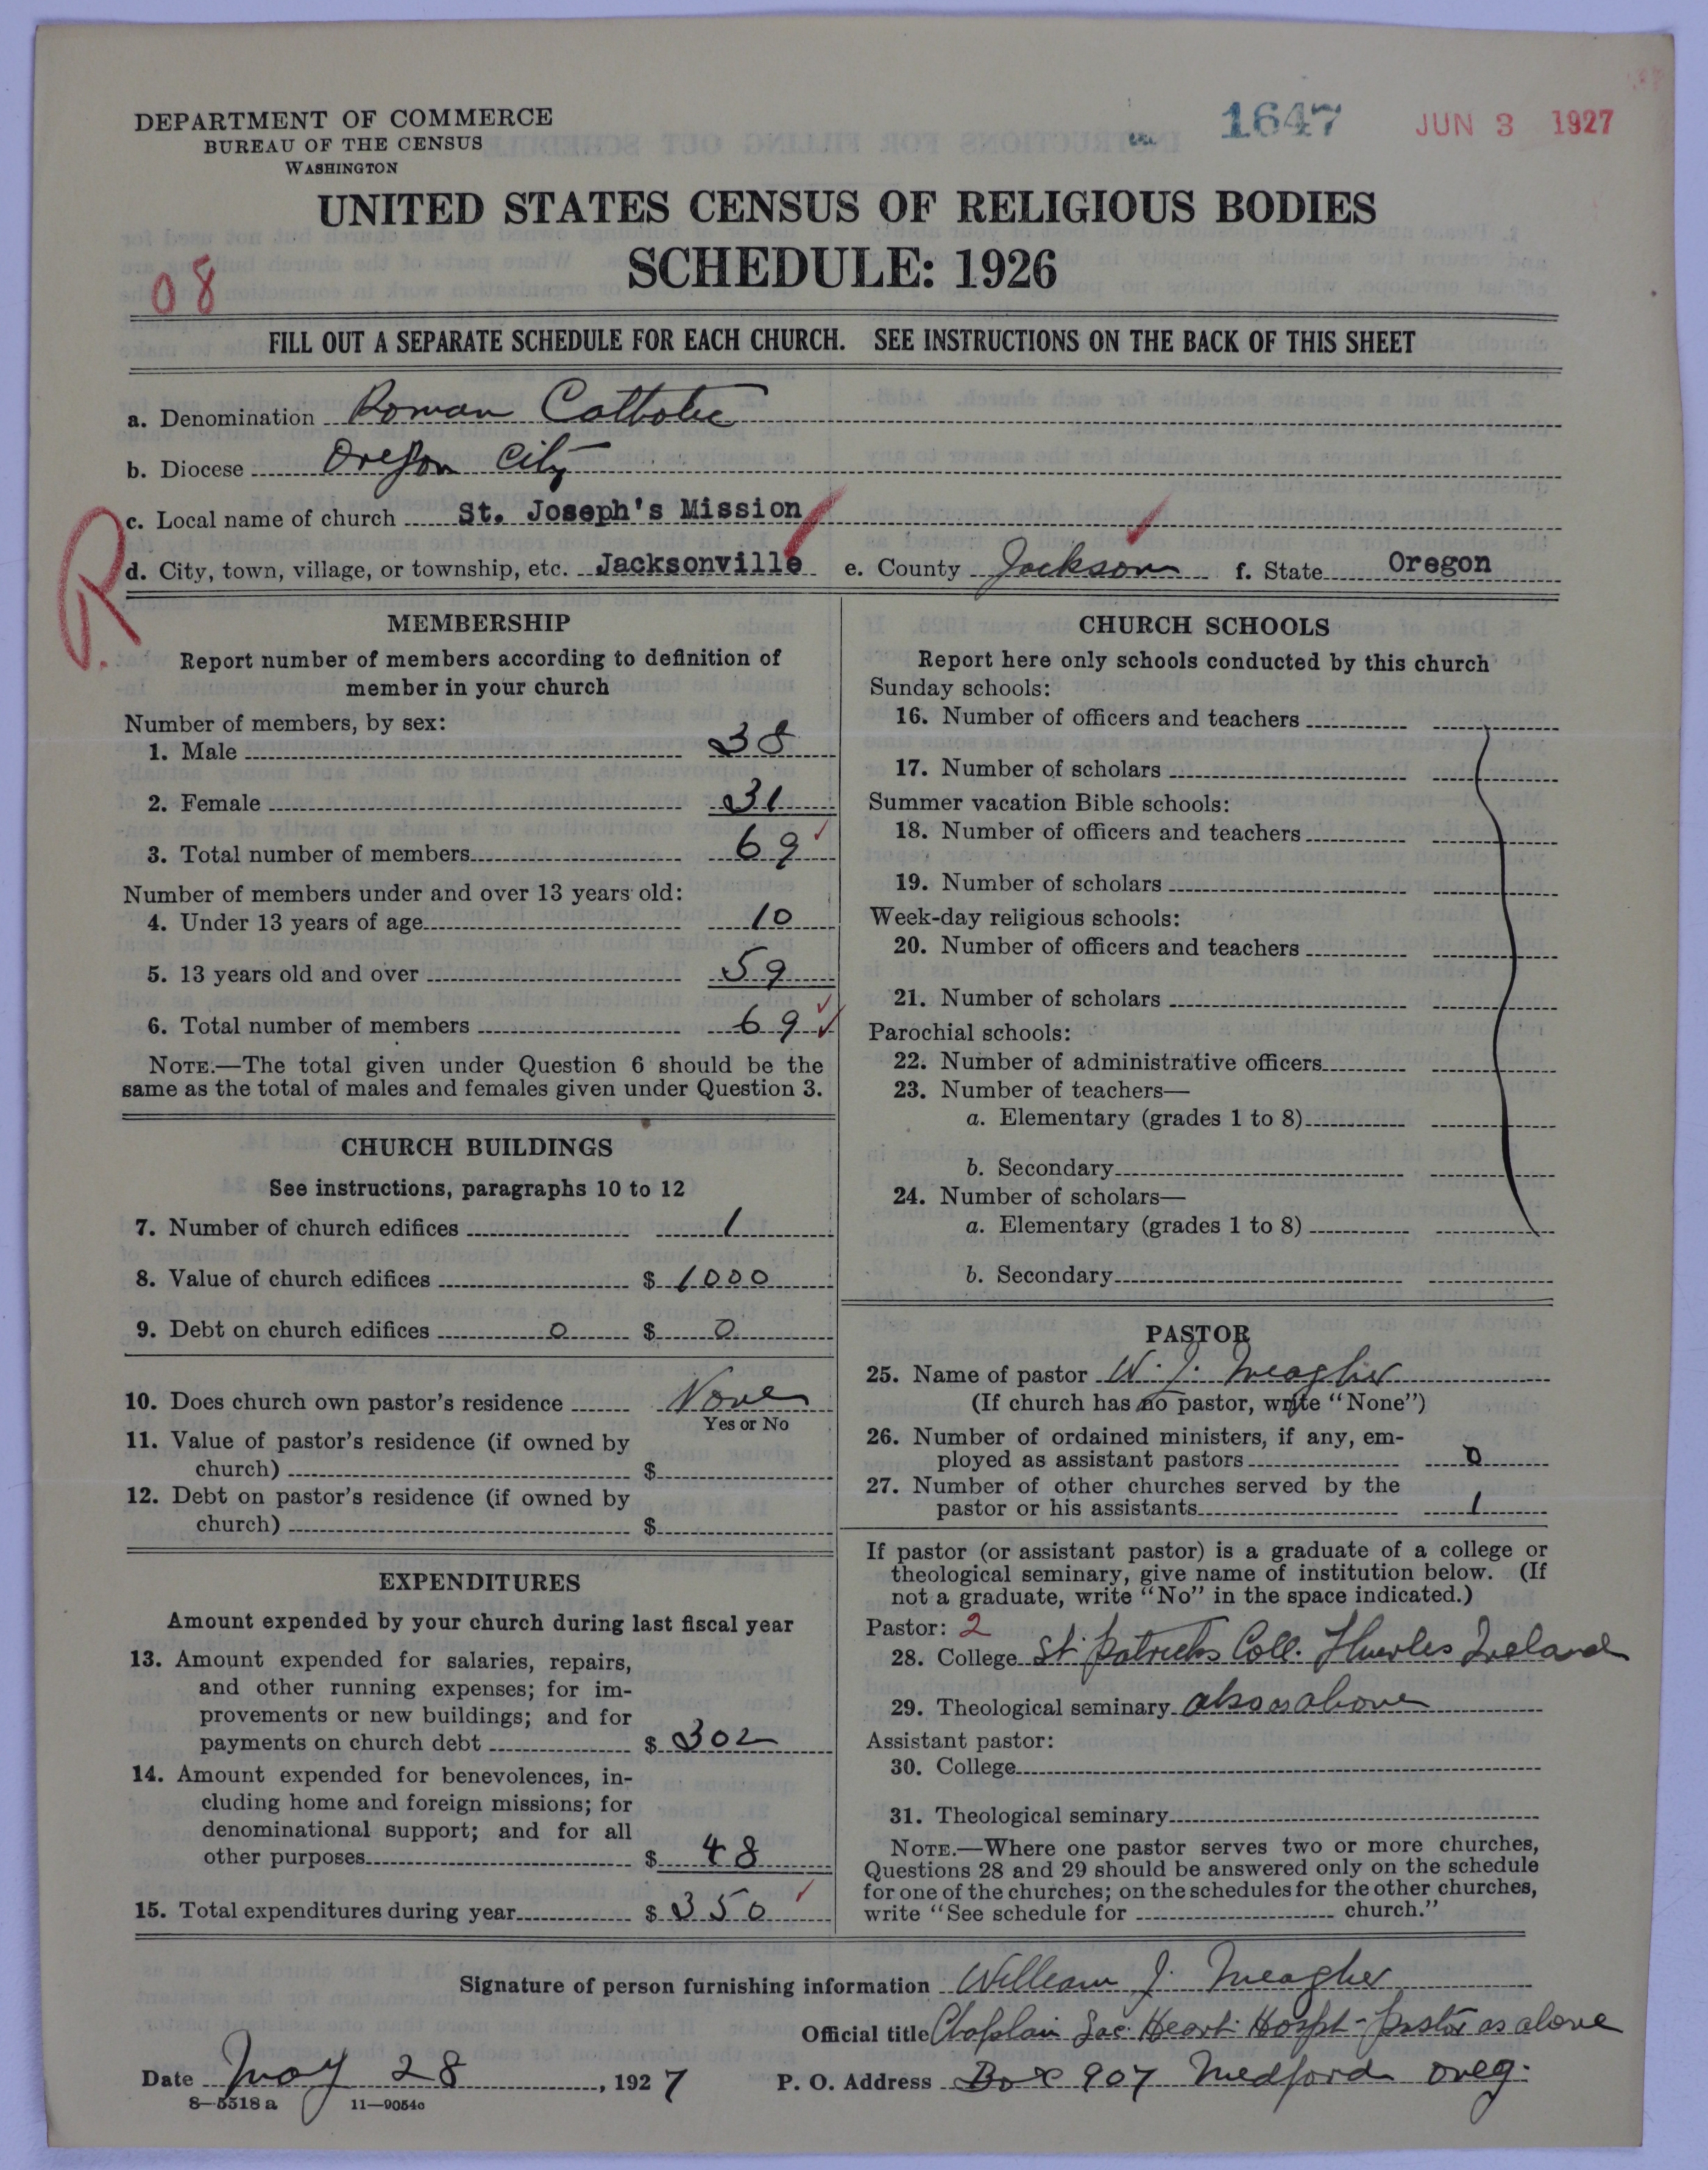 DEPARTMENT OF COMMERCE
BUREAU OF THE CENSUS
WASHINGTON
1647
JUN 3 1927
UNITED STATES CENSUS OF RELIGIOUS BODIES
SCHEDULE: 1926
08
FILL OUT A SEPARATE SCHEDULE FOR EACH CHURCH. SEE INSTRUCTIONS ON THE BACK OF THIS SHEET
a. Denomination Roman Catholic
b. Diocese Oregon City
c. Local name of church St. Joseph's Mission
R
d. City, town, village, or township, etc. Jacksonville e. County Jackson f. State Oregon
MEMBERSHIP
Report number of members according to definition of
member in your church
Number of members, by sex:
1. Male 38
2. Female 31
3. Total number of members 69
Number of members under and over 13 years old:
4. Under 13 years of age 10
5. 13 years old and over 59
6. Total number of members 69
NOTE.—The total given under Question 6 should be the
same as the total of males and females given under Question 3.
CHURCH BUILDINGS
See instructions, paragraphs 10 to 12
7. Number of church edifices 1
8. Value of church edifices $ 1000
9. Debt on church edifices 0 $ 0
10. Does church own pastor's residence None
Yes or No
11. Value of pastor's residence (if owned by
church) $
12. Debt on pastor's residence (if owned by
church) $
EXPENDITURES
Amount expended by your church during last fiscal year
13. Amount expended for salaries, repairs,
and other running expenses; for im-
provements or new buildings; and for
payments on church debt $ 302
14. Amount expended for benevolences, in-
cluding home and foreign missions; for
denominational support; and for all
other purposes $ 48
15. Total expenditures during year $ 350
CHURCH SCHOOLS
Report here only schools conducted by this church
Sunday schools:
16. Number of officers and teachers
17. Number of scholars
Summer vacation Bible schools:
18. Number of officers and teachers
19. Number of scholars
Week-day religious schools:
20. Number of officers and teachers
21. Number of scholars
Parochial schools:
22. Number of administrative officers
23. Number of teachers—
a. Elementary (grades 1 to 8)
b. Secondary
24. Number of scholars—
a. Elementary (grades 1 to 8)
b. Secondary
PASTOR
25. Name of pastor W. J. Meagher
(If church has no pastor, write "None")
26. Number of ordained ministers, if any, em-
ployed as assistant pastors 0
27. Number of other churches served by the
pastor or his assistants 1
If pastor (or assistant pastor) is a graduate of a college or
theological seminary, give name of institution below. (If
not a graduate, write "No" in the space indicated.)
Pastor: 2
28. College St. Patricks Coll. Thurles Ireland
29. Theological seminary also as above
Assistant pastor:
30. College
31. Theological seminary
NOTE.—Where one pastor serves two or more churches,
Questions 28 and 29 should be answered only on the schedule
for one of the churches; on the schedules for the other churches,
write "See schedule for church."
Signature of person furnishing information William J. Meagher
Official title Chaplain Sac. Heart Hospt - pastor as above
Date May 28, 1927 P. O. Address Box 907 Medford Oreg.
8—5518 a 11—9054c